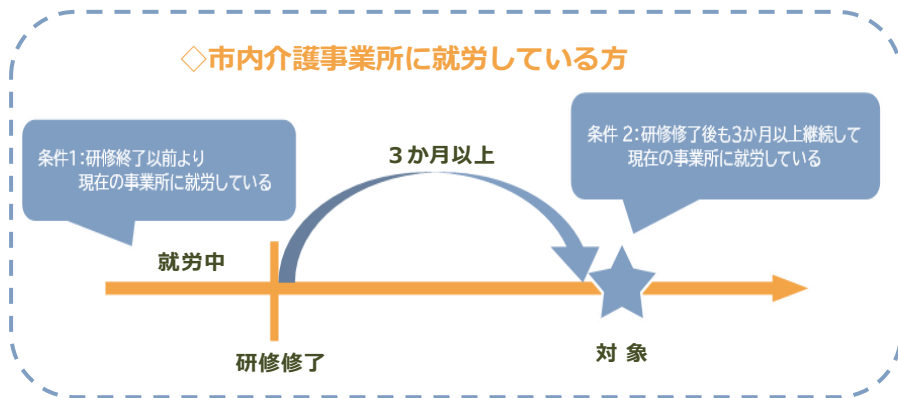 ◇市内介護事業所に就労している方
条件1:研修終了以前より
現在の事業所に就労している
3か月以上
条件 2:研修修了後も3か月以上継続して
現在の事業所に就労している
就労中
研修修了
対 象